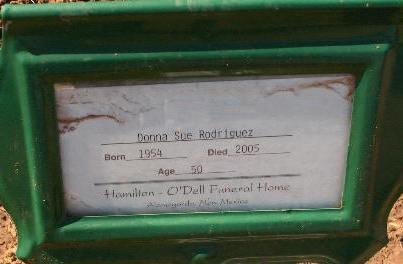 Donna Sue Rodriguez
Born 1954 Died 2005
Age 50
Hamilton - O'Dell Funeral Home
Alamogordo, New Mexico